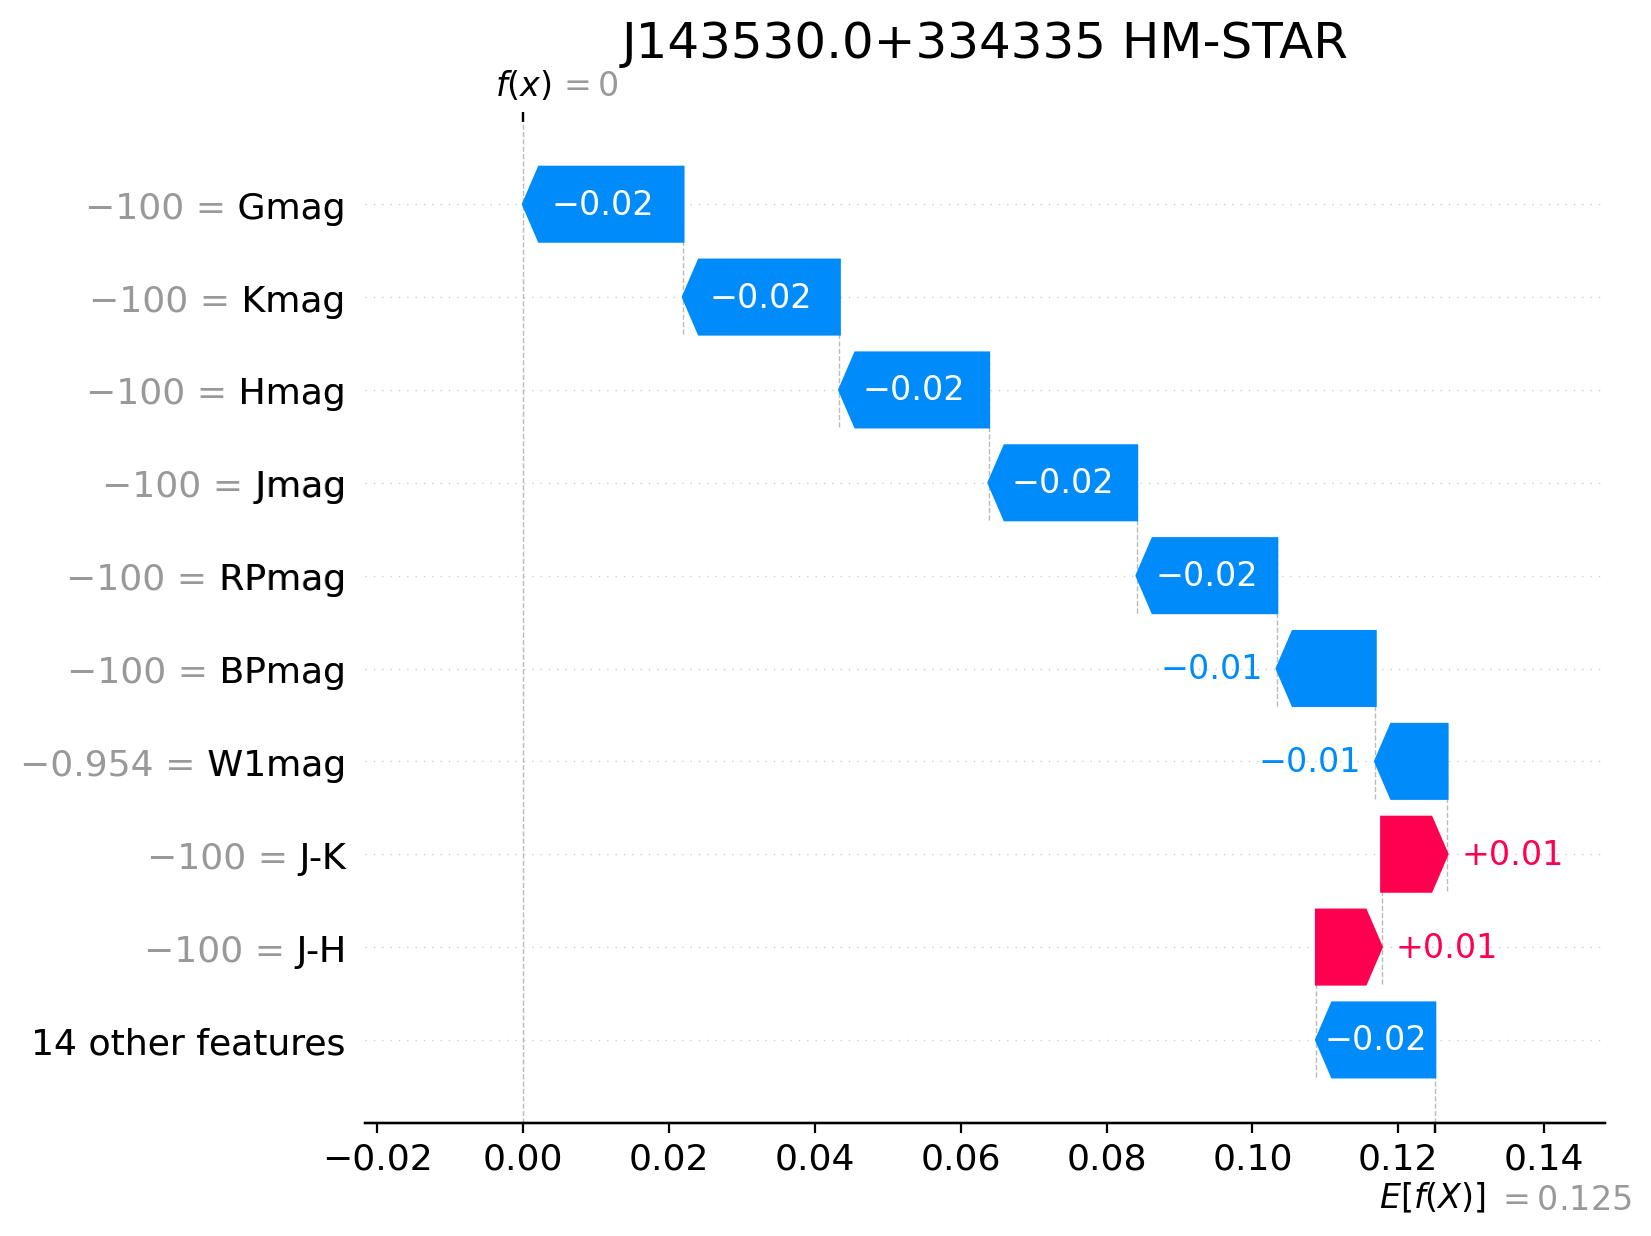 J143530.0+334335 HM-STAR
f(x) = 0
−100 = Gmag
−0.02
−100 = Kmag
−0.02
−100 = Hmag
−0.02
−100 = Jmag
−0.02
−100 = RPmag
−0.02
−100 = BPmag
−0.01
−0.954 = W1mag
−0.01
−100 = J-K
+0.01
−100 = J-H
+0.01
14 other features
−0.02
−0.02 0.00 0.02 0.04 0.06 0.08 0.10 0.12 0.14
E[f(X)] = 0.125